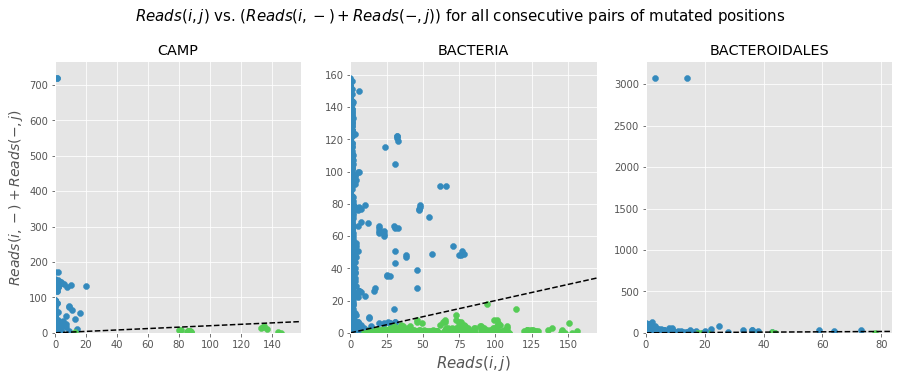 Reads(i, j) vs. (Reads(i, −) + Reads(−, j)) for all consecutive pairs of mutated positions
CAMP
BACTERIA
BACTEROIDALES
Reads(i, −) + Reads(−, j)
700
600
500
400
300
200
100
0
0 20 40 60 80 100 120 140
160
140
120
100
80
60
40
20
0
0 25 50 75 100 125 150
3000
2500
2000
1500
1000
500
0
0 20 40 60 80
Reads(i, j)